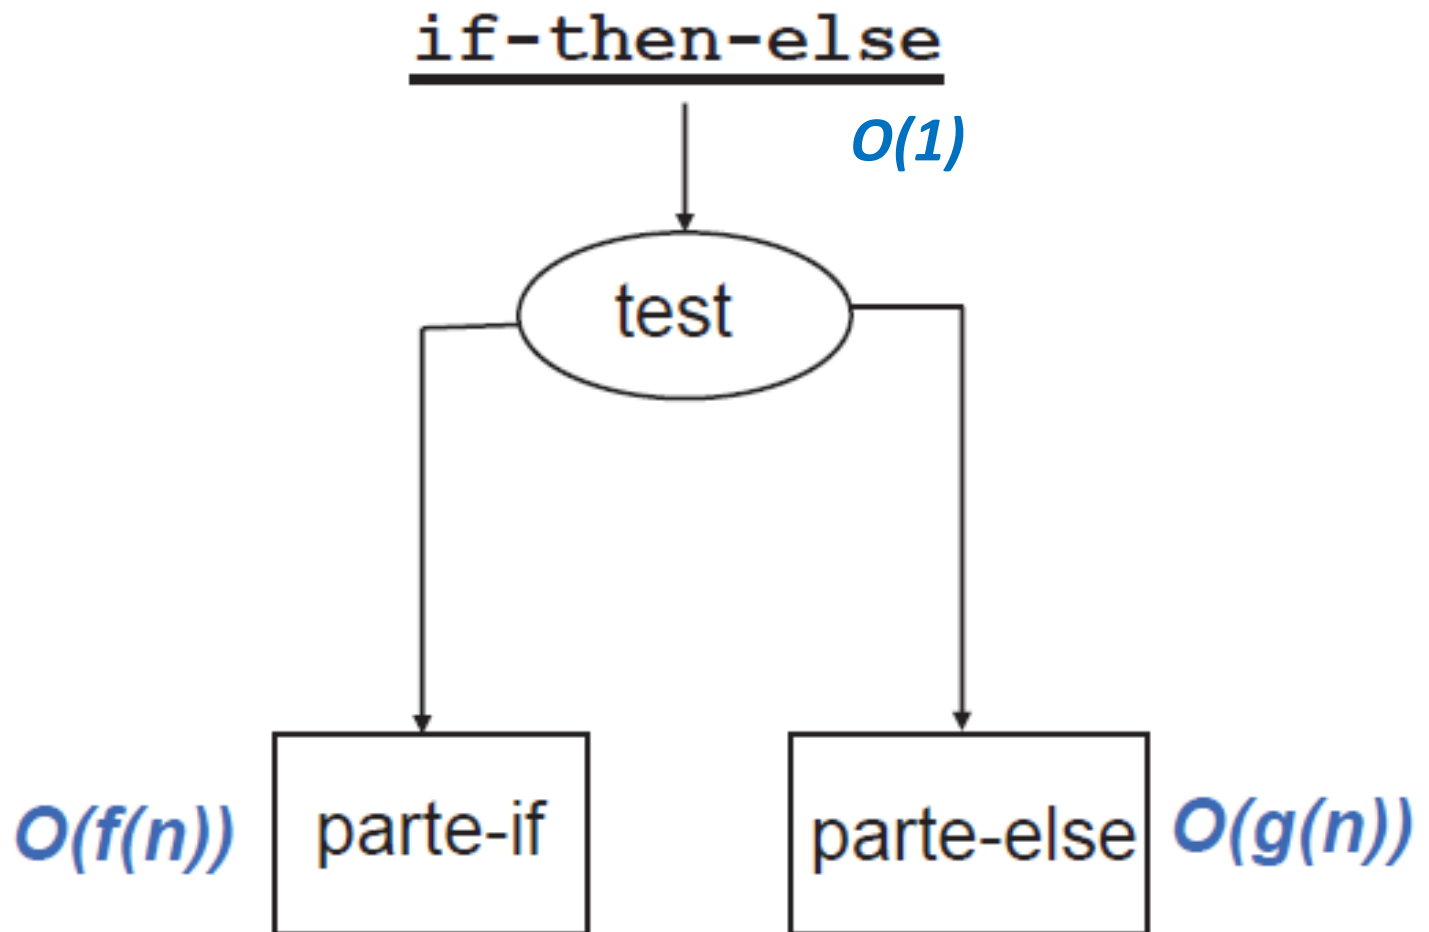 if-then-else
O(1)
test
O(f(n))
parte-if
parte-else
O(g(n))